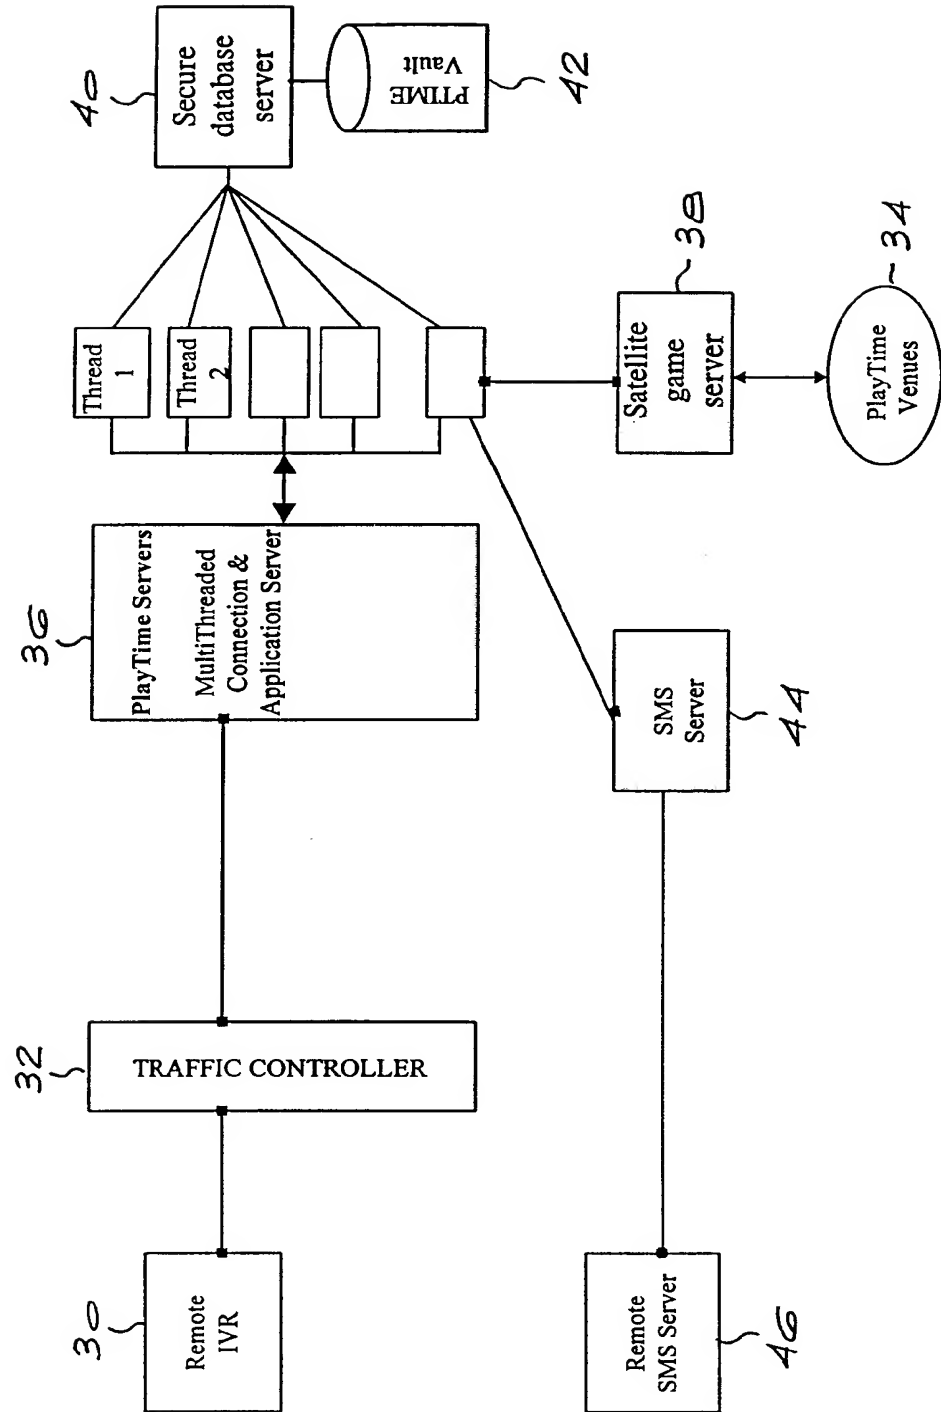 30
Remote
IVR
32
TRAFFIC CONTROLLER
36
PlayTime Servers
MultiThreaded
Connection &
Application Server
Thread
1
Thread
2
40
Secure
database
server
PTIME
Vault
42
Satellite
game
server
38
PlayTime
Venues
34
SMS
Server
44
Remote
SMS Server
46